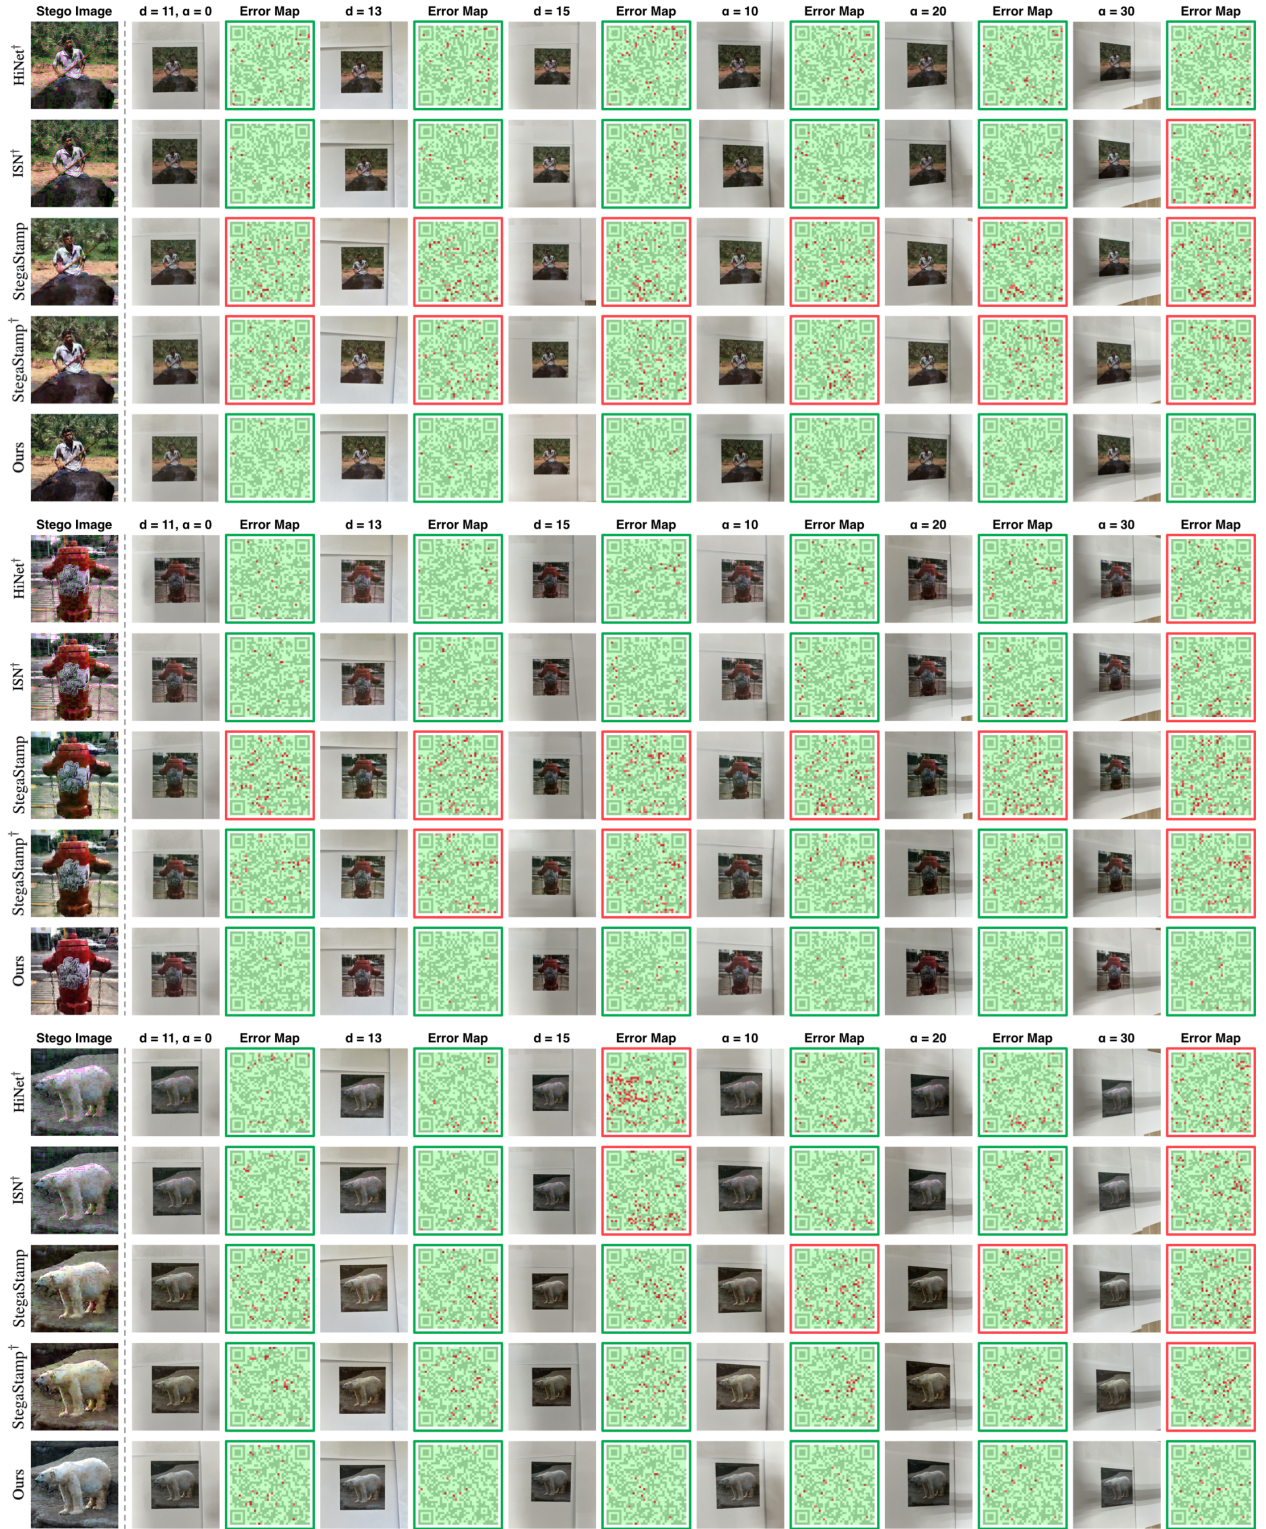 Stego Image d = 11, α = 0 Error Map d = 13 Error Map d = 15 Error Map α = 10 Error Map α = 20 Error Map α = 30 Error Map
HiNet†
ISN†
StegaStamp
StegaStamp†
Ours
Stego Image d = 11, α = 0 Error Map d = 13 Error Map d = 15 Error Map α = 10 Error Map α = 20 Error Map α = 30 Error Map
HiNet†
ISN†
StegaStamp
StegaStamp†
Ours
Stego Image d = 11, α = 0 Error Map d = 13 Error Map d = 15 Error Map α = 10 Error Map α = 20 Error Map α = 30 Error Map
HiNet†
ISN†
StegaStamp
StegaStamp†
Ours